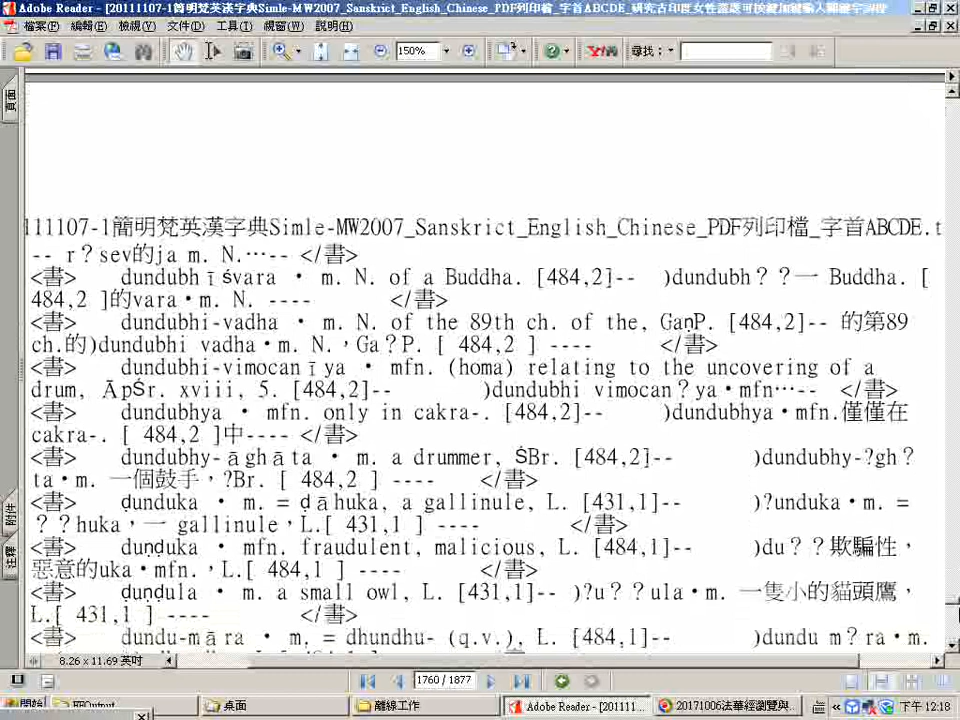 Adobe Reader - [20111107-1簡明梵英漢字典Simle-MW2007_Sanskrict_English_Chinese_PDF列印檔_字首ABCDE_研究古印度女性
檔案(F) 編輯(E) 檢視(V) 文件(D) 工具(T) 視窗(W) 說明(H)
150% 尋找：
頁面
111107-1簡明梵英漢字典Simle-MW2007_Sanskrict_English_Chinese_PDF列印檔_字首ABCDE.t
-- r？sev的ja m. N.…-- </書>
<書> dundubhīśvara • m. N. of a Buddha. [484,2]-- )dundubh？？一 Buddha. [
484,2 ]的vara•m. N. ---- </書>
<書> dundubhi-vadha • m. N. of the 89th ch. of the, GaṇP. [484,2]-- 的第89
ch.的)dundubhi vadha•m. N.，Ga？P. [ 484,2 ] ---- </書>
<書> dundubhi-vimocanīya • mfn. (homa) relating to the uncovering of a
drum, ĀpŚr. xviii, 5. [484,2]-- )dundubhi vimocan？ya•mfn…-- </書>
<書> dundubhya • mfn. only in cakra-. [484,2]-- )dundubhya•mfn.僅僅在
cakra-. [ 484,2 ]中---- </書>
<書> dundubhy-āghāta • m. a drummer, ŚBr. [484,2]-- )dundubhy-?gh？
ta•m. 一個鼓手，?Br. [ 484,2 ] ---- </書>
<書> ḍunduka • m. = ḍāhuka, a gallinule, L. [431,1]-- )?unduka•m. =
？？huka，一 gallinule，L.[ 431,1 ] ---- </書>
<書> duṇḍuka • mfn. fraudulent, malicious, L. [484,1]-- )du？？欺騙性，
惡意的uka•mfn.，L.[ 484,1 ] ---- </書>
<書> ḍuṇḍula • m. a small owl, L. [431,1]-- )?u？？ula•m. 一隻小的貓頭鷹，
L.[ 431,1 ] ---- </書>
<書> dundu-māra • m. = dhundhu- (q.v.), L. [484,1]-- )dundu m？ra•m.
附件
注釋
8.26 x 11.69 英吋
1760 / 1877
開始 桌面 離線工作 Adobe Reader - [201111... 20171006法華經瀏覽與... 下午 12:18